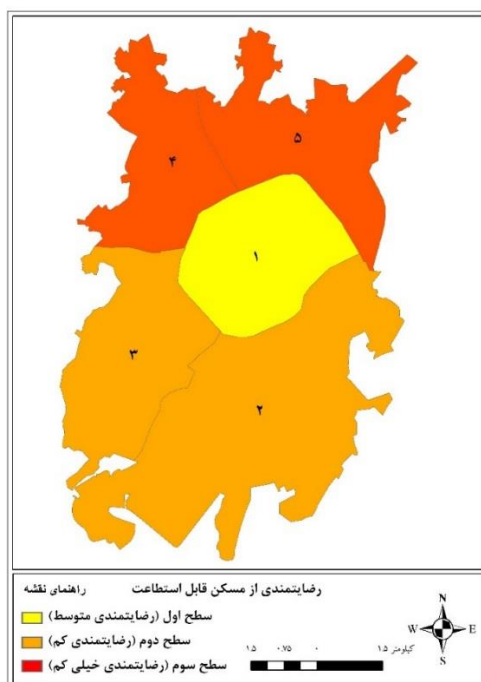 ۵
۴
۱
۳
۲
رضایتمندی از مسکن قابل استطاعت
راهنمای نقشه
سطح اول (رضایتمندی متوسط)
سطح دوم (رضایتمندی کم)
سطح سوم (رضایتمندی خیلی کم)
N
W E
S
۱.۵ ۰.۷۵ ۰ ۱.۵ کیلومتر